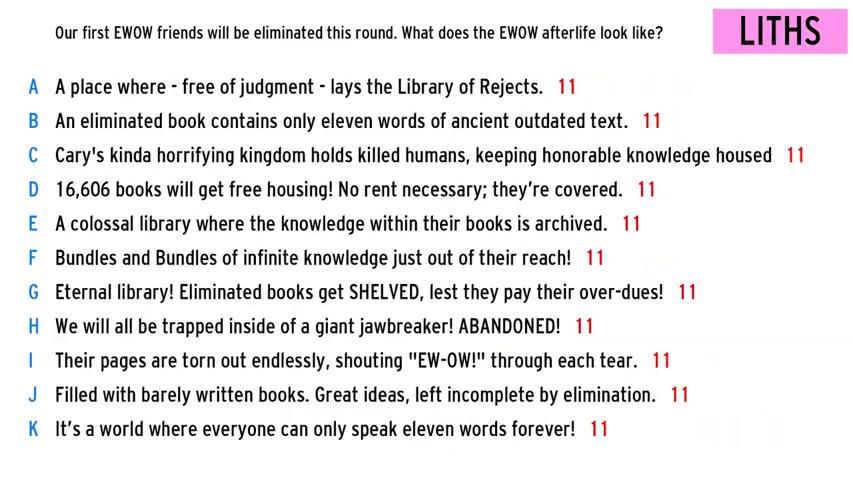 Our first EWOW friends will be eliminated this round. What does the EWOW afterlife look like?
LITHS
A A place where - free of judgment - lays the Library of Rejects. 11
B An eliminated book contains only eleven words of ancient outdated text. 11
C Cary's kinda horrifying kingdom holds killed humans, keeping honorable knowledge housed 11
D 16,606 books will get free housing! No rent necessary; they're covered. 11
E A colossal library where the knowledge within their books is archived. 11
F Bundles and Bundles of infinite knowledge just out of their reach! 11
G Eternal library! Eliminated books get SHELVED, lest they pay their over-dues! 11
H We will all be trapped inside of a giant jawbreaker! ABANDONED! 11
I Their pages are torn out endlessly, shouting "EW-OW!" through each tear. 11
J Filled with barely written books. Great ideas, left incomplete by elimination. 11
K It's a world where everyone can only speak eleven words forever! 11